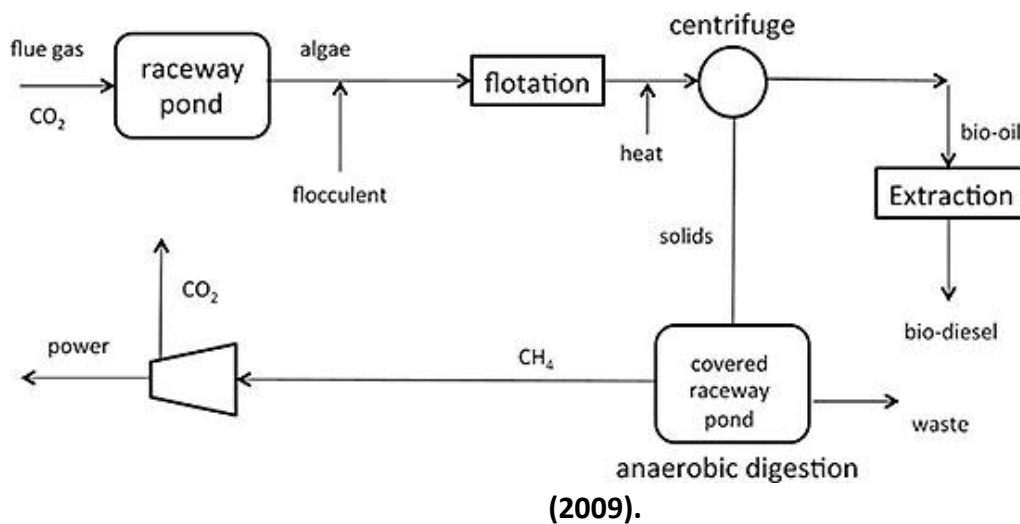 centrifuge
flue gas
CO₂
raceway
pond
algae
flocculent
flotation
heat
bio-oil
Extraction
bio-diesel
solids
CO₂
power
CH₄
covered
raceway
pond
waste
anaerobic digestion
(2009).